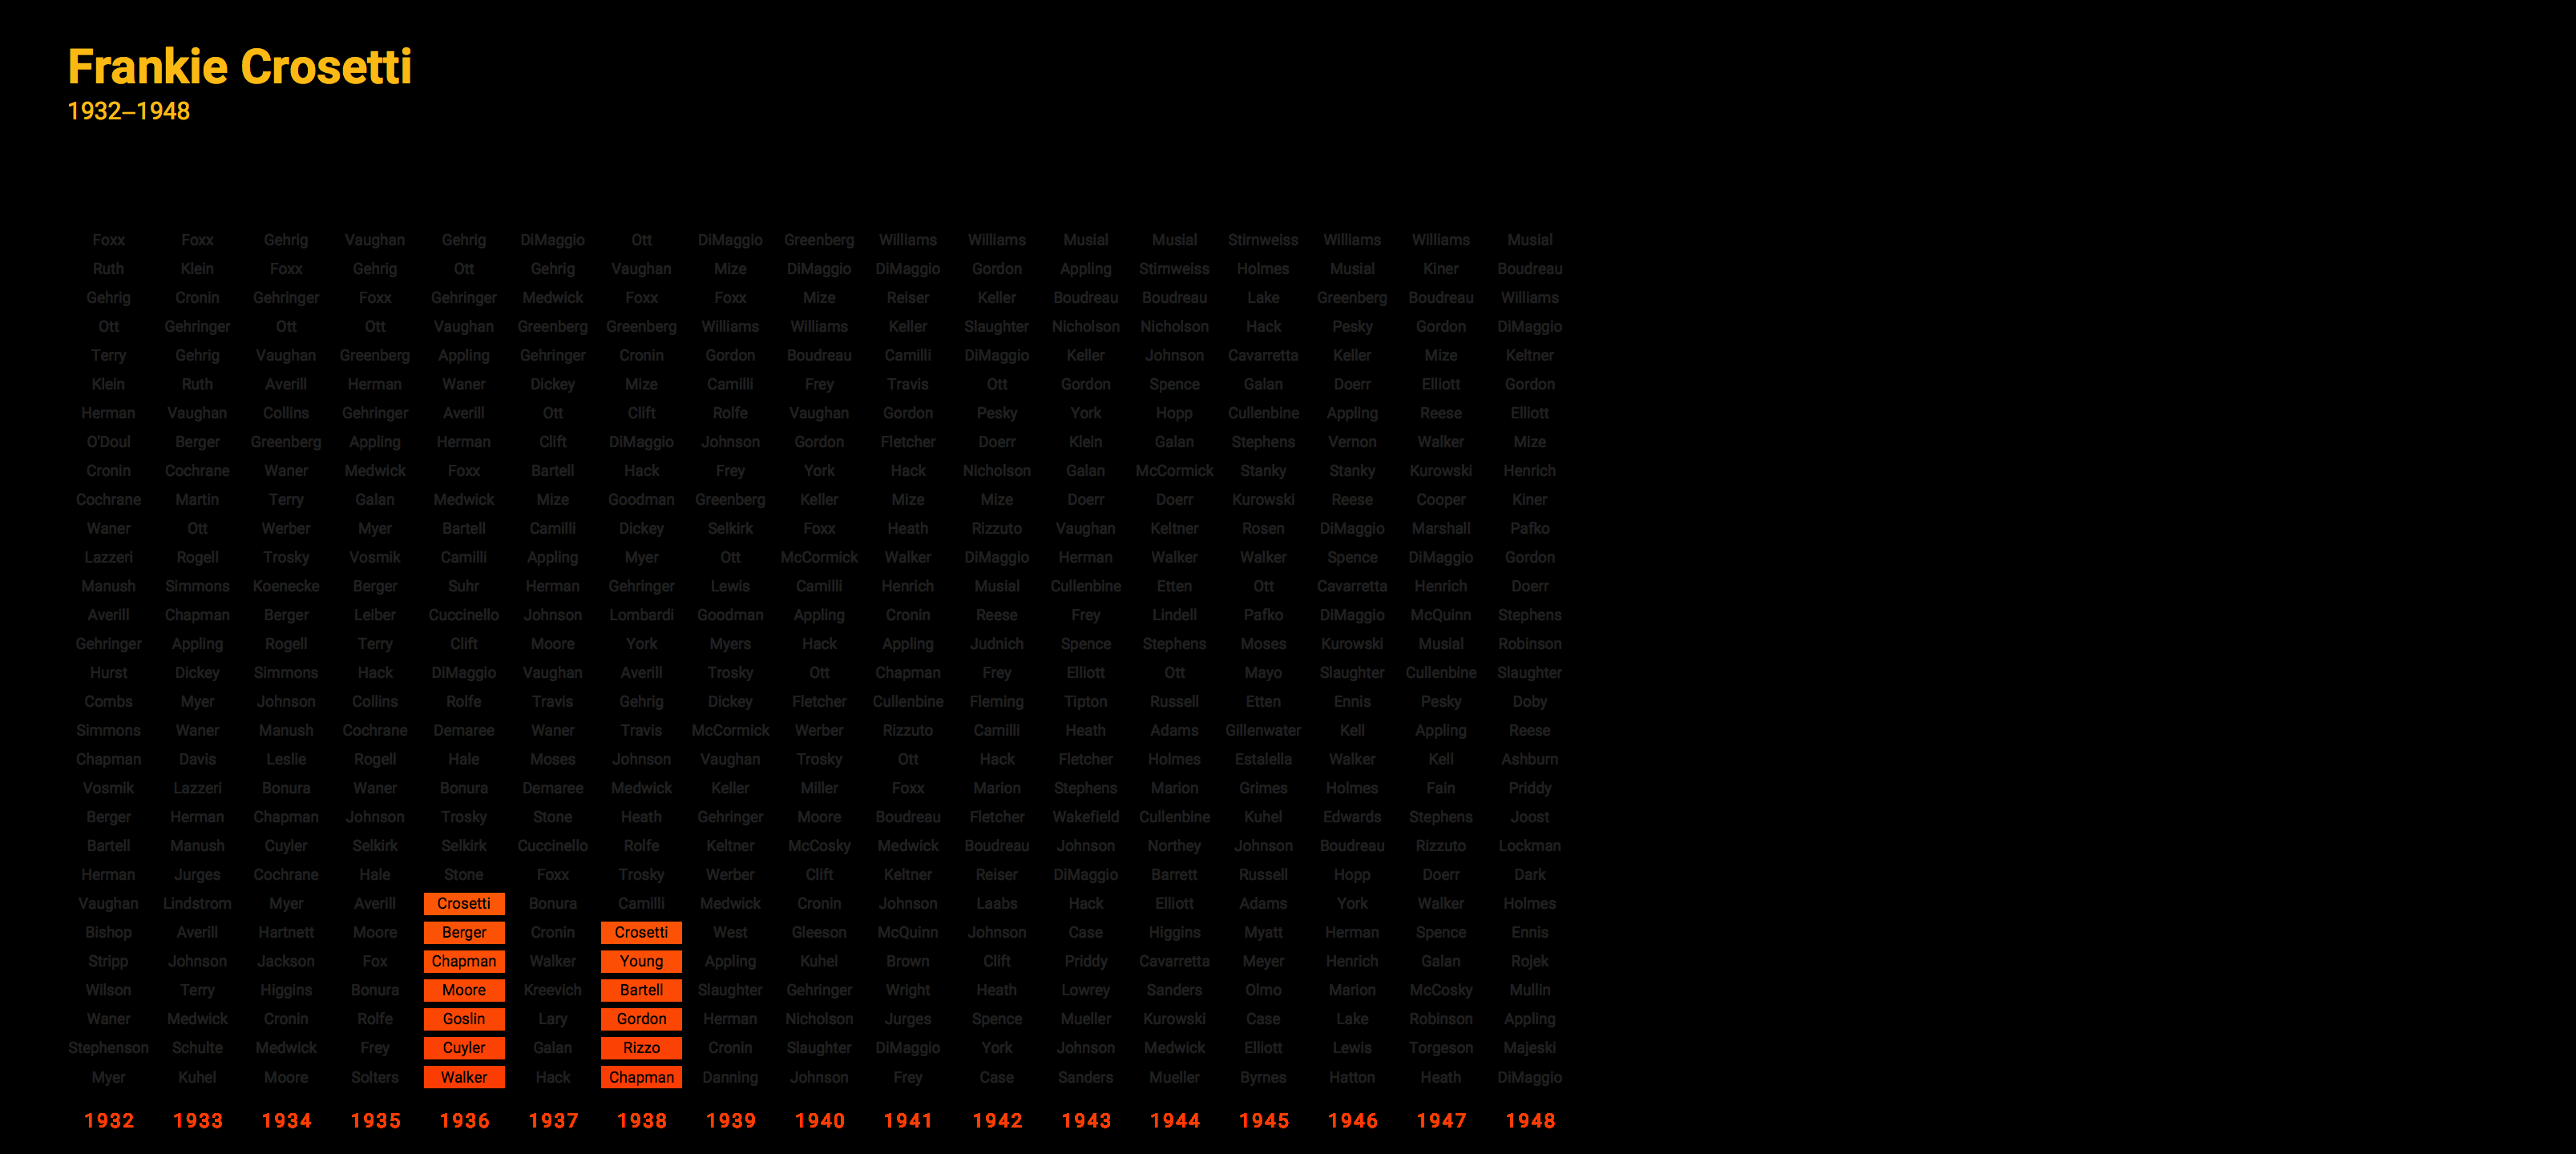 Frankie Crosetti
1932–1948
Foxx Foxx Gehrig Vaughan Gehrig DiMaggio Ott DiMaggio Greenberg Williams Williams Musial Musial Stirnweiss Williams Williams Musial
Ruth Klein Foxx Gehrig Ott Gehrig Vaughan Mize DiMaggio DiMaggio Gordon Appling Stirnweiss Holmes Musial Kiner Boudreau
Gehrig Cronin Gehringer Foxx Gehringer Medwick Foxx Foxx Mize Reiser Keller Boudreau Boudreau Lake Greenberg Boudreau Williams
Ott Gehringer Ott Ott Vaughan Greenberg Greenberg Williams Williams Keller Slaughter Nicholson Nicholson Hack Pesky Gordon DiMaggio
Terry Gehrig Vaughan Greenberg Appling Gehringer Cronin Gordon Boudreau Camilli DiMaggio Keller Johnson Cavarretta Keller Mize Keltner
Klein Ruth Averill Herman Waner Dickey Mize Camilli Frey Travis Ott Gordon Spence Galan Doerr Elliott Gordon
Herman Vaughan Collins Gehringer Averill Ott Clift Rolfe Vaughan Gordon Pesky York Hopp Cullenbine Appling Reese Elliott
O'Doul Berger Greenberg Appling Herman Clift DiMaggio Johnson Gordon Fletcher Doerr Klein Galan Stephens Vernon Walker Mize
Cronin Cochrane Waner Medwick Foxx Bartell Hack Frey York Hack Nicholson Galan McCormick Stanky Stanky Kurowski Henrich
Cochrane Martin Terry Galan Medwick Mize Goodman Greenberg Keller Mize Mize Doerr Doerr Kurowski Reese Cooper Kiner
Waner Ott Werber Myer Bartell Camilli Dickey Selkirk Foxx Heath Rizzuto Vaughan Keltner Rosen DiMaggio Marshall Pafko
Lazzeri Rogell Trosky Vosmik Camilli Appling Myer Ott McCormick Walker DiMaggio Herman Walker Walker Spence DiMaggio Gordon
Manush Simmons Koenecke Berger Suhr Herman Gehringer Lewis Camilli Henrich Musial Cullenbine Etten Ott Cavarretta Henrich Doerr
Averill Chapman Berger Leiber Cuccinello Johnson Lombardi Goodman Appling Cronin Reese Frey Lindell Pafko DiMaggio McQuinn Stephens
Gehringer Appling Rogell Terry Clift Moore York Myers Hack Appling Judnich Spence Stephens Moses Kurowski Musial Robinson
Hurst Dickey Simmons Hack DiMaggio Vaughan Averill Trosky Ott Chapman Frey Elliott Ott Mayo Slaughter Cullenbine Slaughter
Combs Myer Johnson Collins Rolfe Travis Gehrig Dickey Fletcher Cullenbine Fleming Tipton Russell Etten Ennis Pesky Doby
Simmons Waner Manush Cochrane Demaree Waner Travis McCormick Werber Rizzuto Camilli Heath Adams Gillenwater Kell Appling Reese
Chapman Davis Leslie Rogell Hale Moses Johnson Vaughan Trosky Ott Hack Fletcher Holmes Estalella Walker Kell Ashburn
Vosmik Lazzeri Bonura Waner Bonura Demaree Medwick Keller Miller Foxx Marion Stephens Marion Grimes Holmes Fain Priddy
Berger Herman Chapman Johnson Trosky Stone Heath Gehringer Moore Boudreau Fletcher Wakefield Cullenbine Kuhel Edwards Stephens Joost
Bartell Manush Cuyler Selkirk Selkirk Cuccinello Rolfe Keltner McCosky Medwick Boudreau Johnson Northey Johnson Boudreau Rizzuto Lockman
Herman Jurges Cochrane Hale Stone Foxx Trosky Werber Clift Keltner Reiser DiMaggio Barrett Russell Hopp Doerr Dark
Vaughan Lindstrom Myer Averill Crosetti Bonura Camilli Medwick Cronin Johnson Laabs Hack Elliott Adams York Walker Holmes
Bishop Averill Hartnett Moore Berger Cronin Crosetti West Gleeson McQuinn Johnson Case Higgins Myatt Herman Spence Ennis
Stripp Johnson Jackson Fox Chapman Walker Young Appling Kuhel Brown Clift Priddy Cavarretta Meyer Henrich Galan Rojek
Wilson Terry Higgins Bonura Moore Kreevich Bartell Slaughter Gehringer Wright Heath Lowrey Sanders Olmo Marion McCosky Mullin
Waner Medwick Cronin Rolfe Goslin Lary Gordon Herman Nicholson Jurges Spence Mueller Kurowski Case Lake Robinson Appling
Stephenson Schulte Medwick Frey Cuyler Galan Rizzo Cronin Slaughter DiMaggio York Johnson Medwick Elliott Lewis Torgeson Majeski
Myer Kuhel Moore Solters Walker Hack Chapman Danning Johnson Frey Case Sanders Mueller Byrnes Hatton Heath DiMaggio
1932 1933 1934 1935 1936 1937 1938 1939 1940 1941 1942 1943 1944 1945 1946 1947 1948